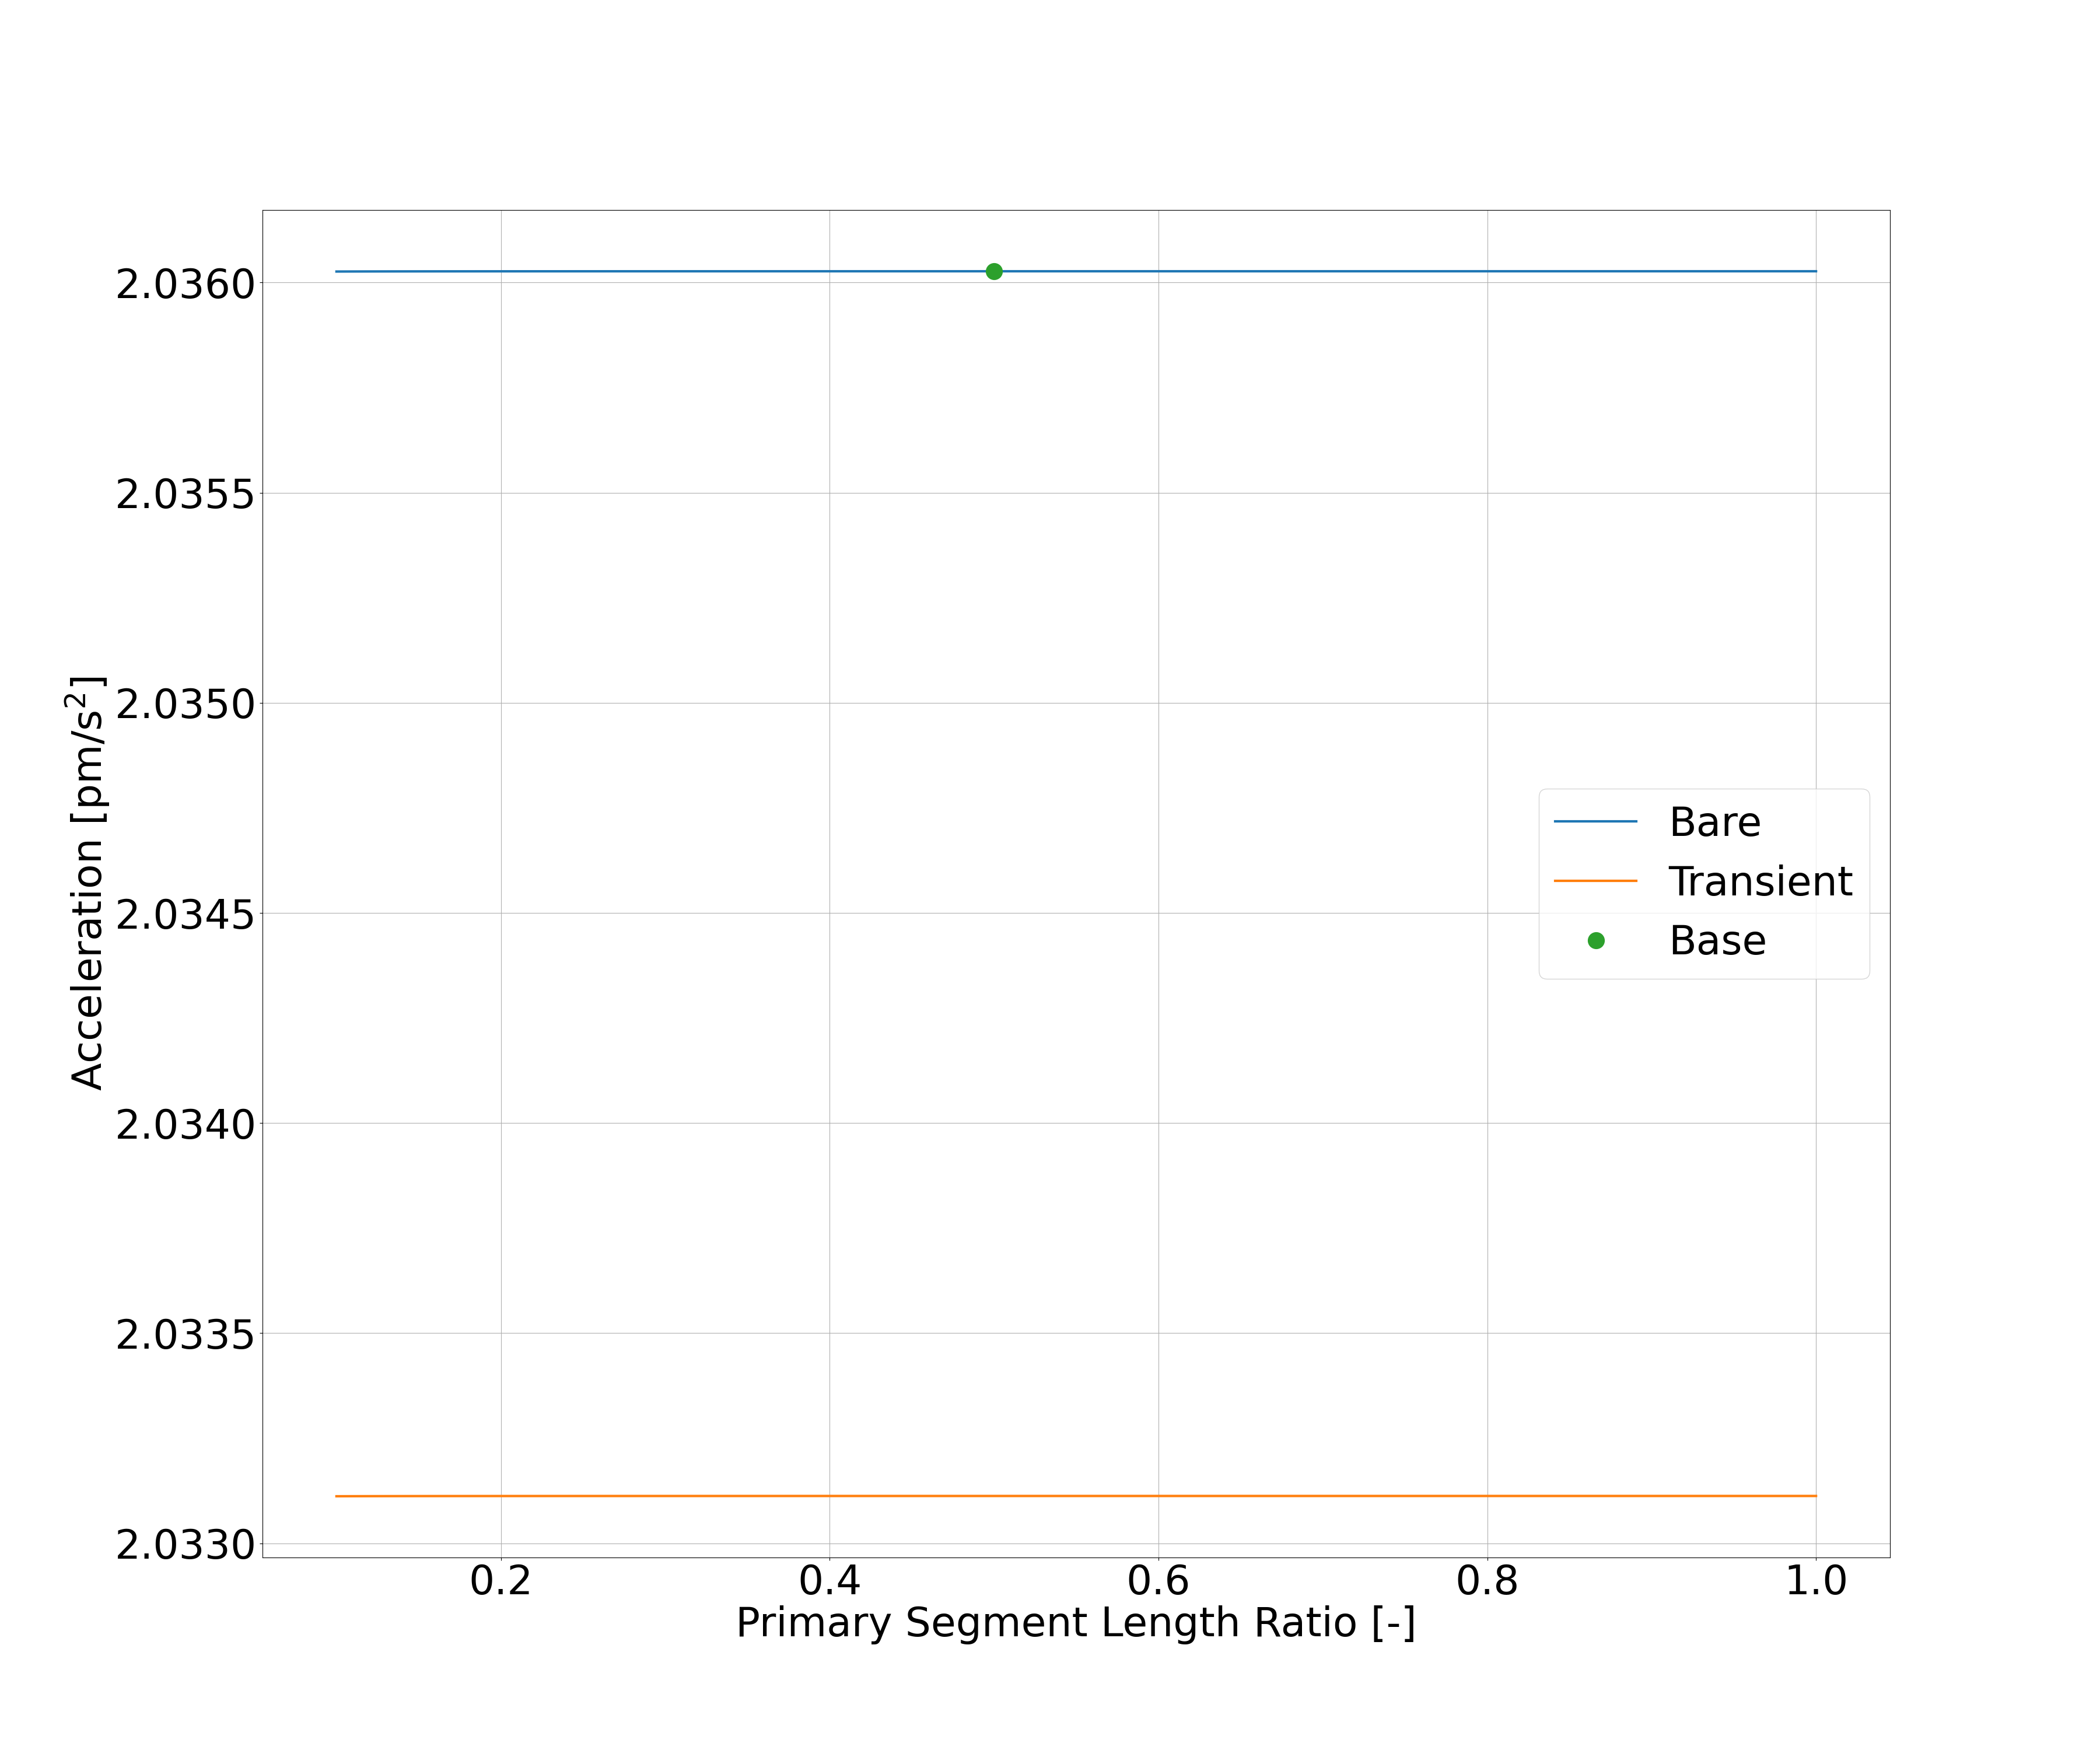 2.0360
2.0355
2.0350
2.0345
2.0340
2.0335
2.0330
Acceleration [pm/s²]
Bare
Transient
Base
0.2 0.4 0.6 0.8 1.0
Primary Segment Length Ratio [-]